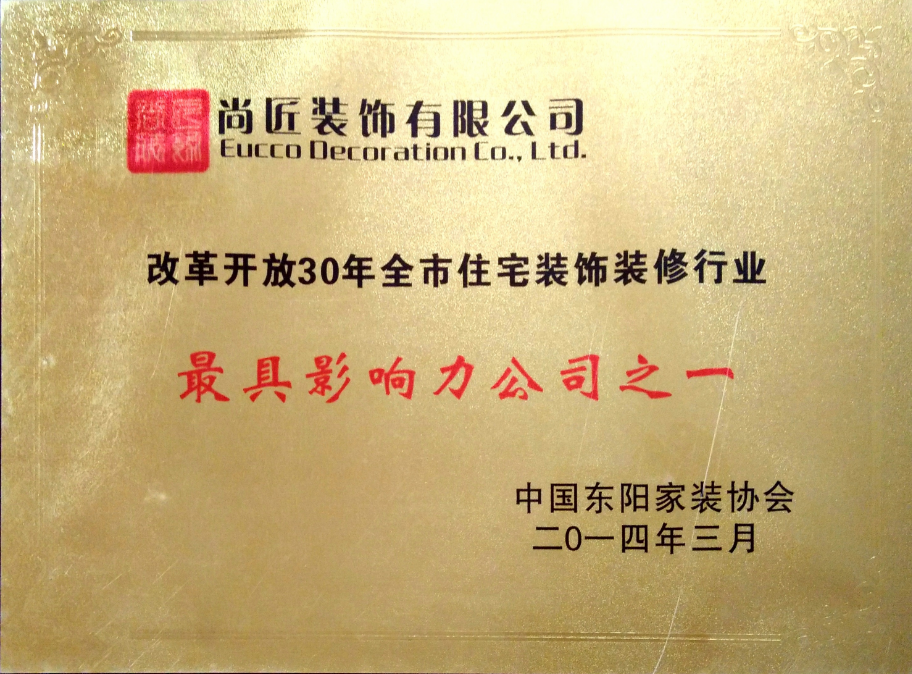 尚匠装饰有限公司
Eucco Decoration Co., Ltd.
改革开放30年全市住宅装饰装修行业
最具影响力公司之一
中国东阳家装协会
二0一四年三月